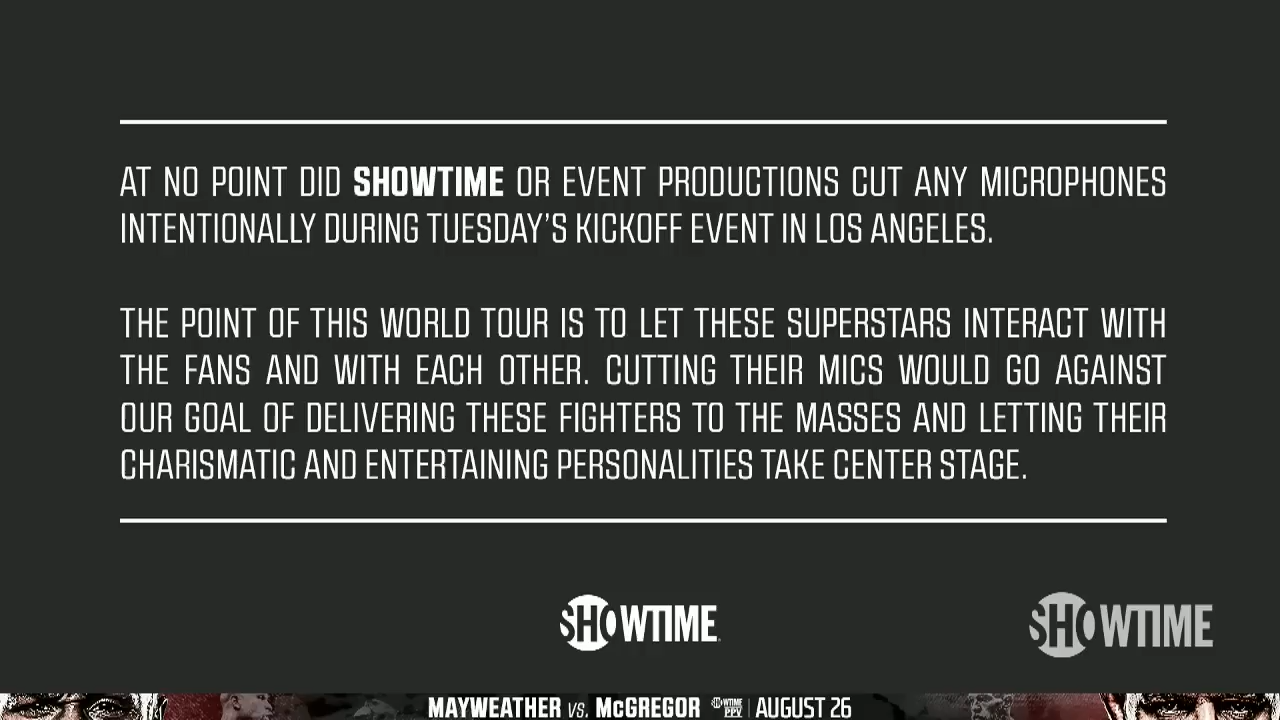 AT NO POINT DID SHOWTIME OR EVENT PRODUCTIONS CUT ANY MICROPHONES
INTENTIONALLY DURING TUESDAY'S KICKOFF EVENT IN LOS ANGELES.
THE POINT OF THIS WORLD TOUR IS TO LET THESE SUPERSTARS INTERACT WITH
THE FANS AND WITH EACH OTHER. CUTTING THEIR MICS WOULD GO AGAINST
OUR GOAL OF DELIVERING THESE FIGHTERS TO THE MASSES AND LETTING THEIR
CHARISMATIC AND ENTERTAINING PERSONALITIES TAKE CENTER STAGE.
SHOWTIME
SHOWTIME
MAYWEATHER vs. McGREGOR SHOWTIME PPV | AUGUST 26